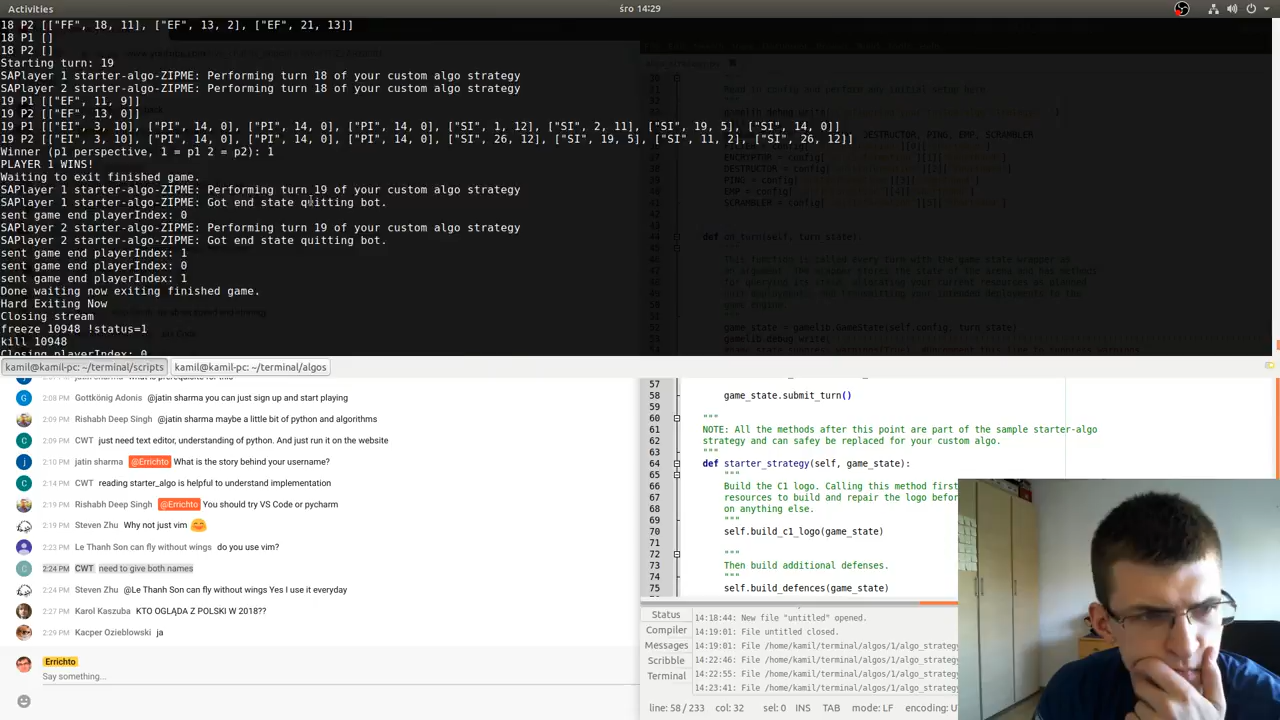 Activities
śro 14:29
18 P2 [["FF", 18, 11], ["EF", 13, 2], ["EF", 21, 13]]
18 P1 []
18 P2 []
Starting turn: 19
SAPlayer 1 starter-algo-ZIPME: Performing turn 18 of your custom algo strategy
SAPlayer 2 starter-algo-ZIPME: Performing turn 18 of your custom algo strategy
19 P1 [["EF", 11, 9]]
19 P2 [["EF", 13, 0]]
19 P1 [["EI", 3, 10], ["PI", 14, 0], ["PI", 14, 0], ["PI", 14, 0], ["SI", 1, 12], ["SI", 2, 11], ["SI", 19, 5], ["SI", 14, 0]]
19 P2 [["EI", 3, 10], ["PI", 14, 0], ["PI", 14, 0], ["PI", 14, 0], ["SI", 26, 12], ["SI", 19, 5], ["SI", 11, 2], ["SI", 26, 12]]
Winner (p1 perspective, 1 = p1 2 = p2): 1
PLAYER 1 WINS!
Waiting to exit finished game.
SAPlayer 1 starter-algo-ZIPME: Performing turn 19 of your custom algo strategy
SAPlayer 1 starter-algo-ZIPME: Got end state quitting bot.
sent game end playerIndex: 0
SAPlayer 2 starter-algo-ZIPME: Performing turn 19 of your custom algo strategy
SAPlayer 2 starter-algo-ZIPME: Got end state quitting bot.
sent game end playerIndex: 1
sent game end playerIndex: 0
sent game end playerIndex: 1
Done waiting now exiting finished game.
Hard Exiting Now
Closing stream
freeze 10948 !status=1
kill 10948
Closing playerIndex: 0
kamil@kamil-pc: ~/terminal/scripts
kamil@kamil-pc: ~/terminal/algos
2:08 PM Gottkönig Adonis @jatin sharma you can just sign up and start playing
2:09 PM Rishabh Deep Singh @jatin sharma maybe a little bit of python and algorithms
2:09 PM CWT just need text editor, understanding of python. And just run it on the website
2:10 PM jatin sharma @Errichto What is the story behind your username?
2:14 PM CWT reading starter_algo is helpful to understand implementation
2:19 PM Rishabh Deep Singh @Errichto You should try VS Code or pycharm
2:19 PM Steven Zhu Why not just vim
2:23 PM Le Thanh Son can fly without wings do you use vim?
2:24 PM CWT need to give both names
2:24 PM Steven Zhu @Le Thanh Son can fly without wings Yes I use it everyday
2:27 PM Karol Kaszuba KTO OGLĄDA Z POLSKI W 2018??
2:29 PM Kacper Ozieblowski ja
Errichto
Say something...
57
58 game_state.submit_turn()
59
60 """
61 NOTE: All the methods after this point are part of the sample starter-algo
62 strategy and can safey be replaced for your custom algo.
63 """
64 def starter_strategy(self, game_state):
65 """
66 Build the C1 logo. Calling this method first
67 resources to build and repair the logo befor
68 on anything else.
69 """
70 self.build_c1_logo(game_state)
71
72 """
73 Then build additional defenses.
74 """
75 self.build_defences(game_state)
Status
Compiler
Messages
Scribble
Terminal
14:18:44: New file "untitled" opened.
14:19:01: File untitled closed.
14:19:01: File /home/kamil/terminal/algos/1/algo_strategy
14:22:46: File /home/kamil/terminal/algos/1/algo_strategy
14:22:55: File /home/kamil/terminal/algos/1/algo_strategy
14:23:41: File /home/kamil/terminal/algos/1/algo_strategy
line: 58 / 233 col: 32 sel: 0 INS TAB mode: LF encoding: U